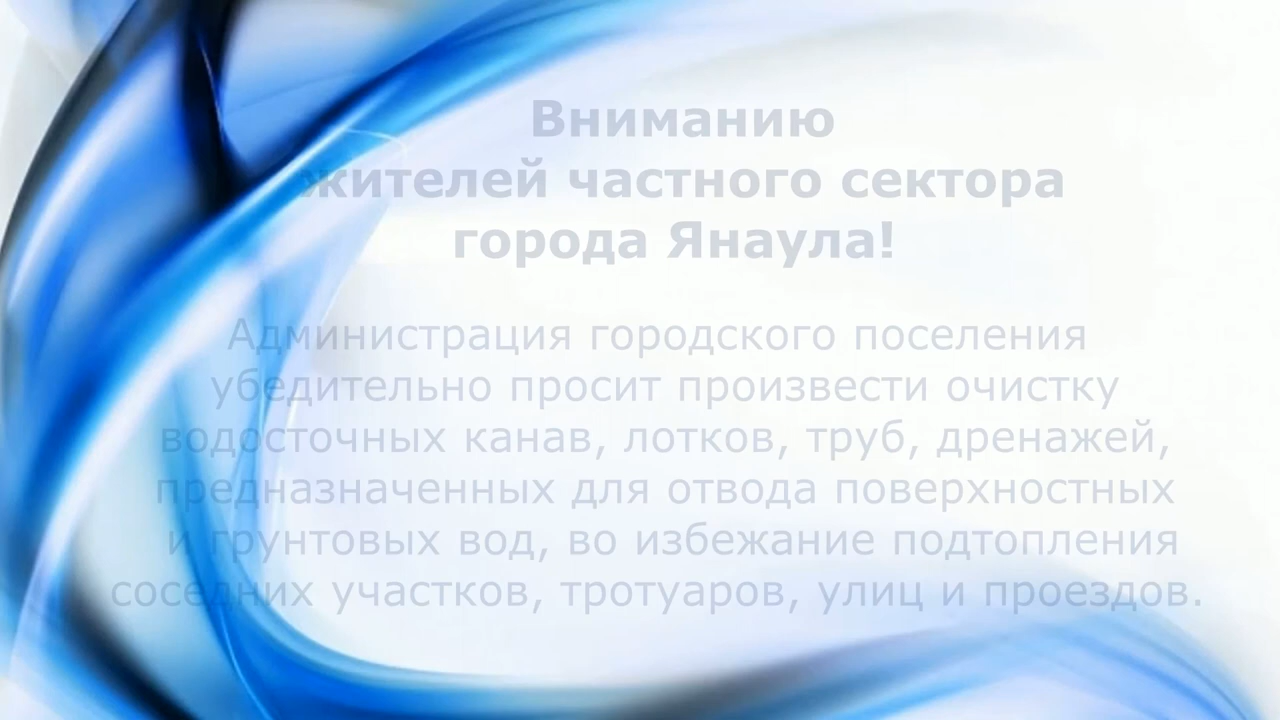 Вниманию
жителей частного сектора
города Янаула!
Администрация городского поселения
убедительно просит произвести очистку
водосточных канав, лотков, труб, дренажей,
предназначенных для отвода поверхностных
и грунтовых вод, во избежание подтопления
соседних участков, тротуаров, улиц и проездов.